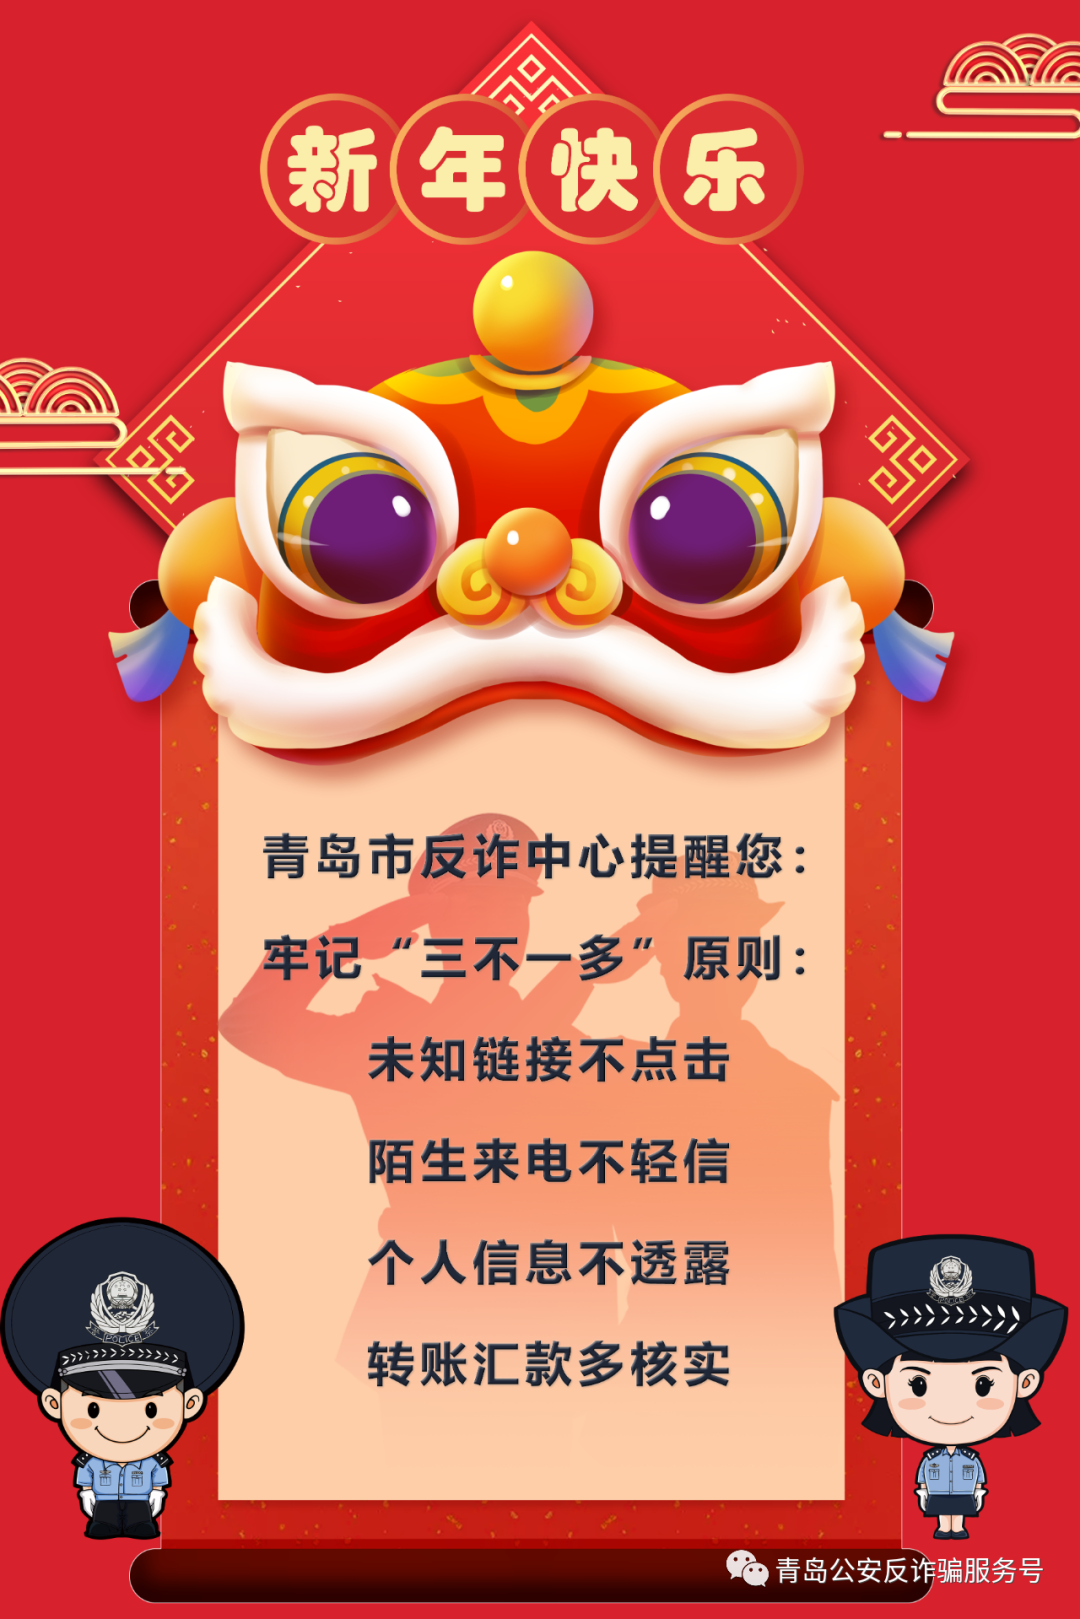 新年快乐
青岛市反诈中心提醒您：
牢记“三不一多”原则：
未知链接不点击
陌生来电不轻信
个人信息不透露
转账汇款多核实
POLICE
青岛公安反诈骗服务号